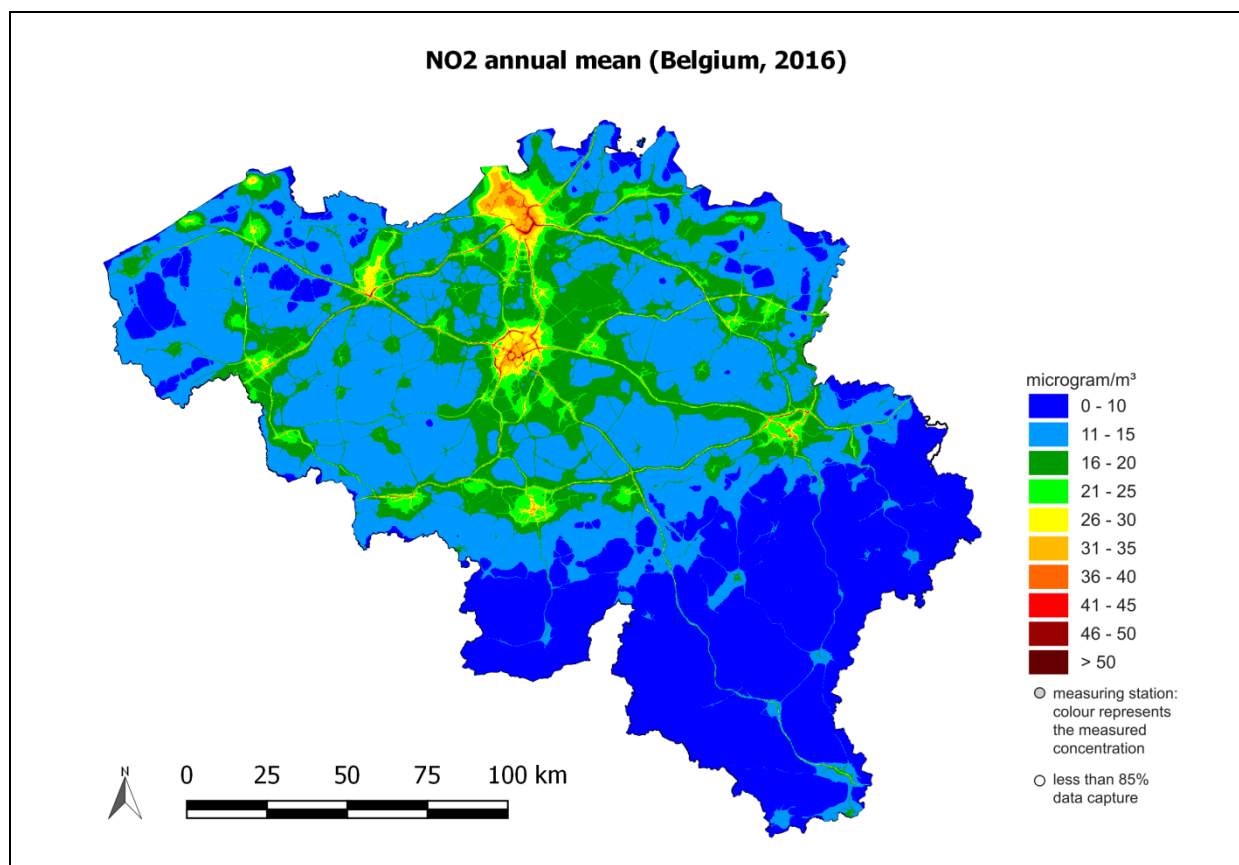 NO2 annual mean (Belgium, 2016)
microgram/m³
0 - 10
11 - 15
16 - 20
21 - 25
26 - 30
31 - 35
36 - 40
41 - 45
46 - 50
> 50
measuring station:
colour represents
the measured
concentration
less than 85%
data capture
N
0 25 50 75 100 km